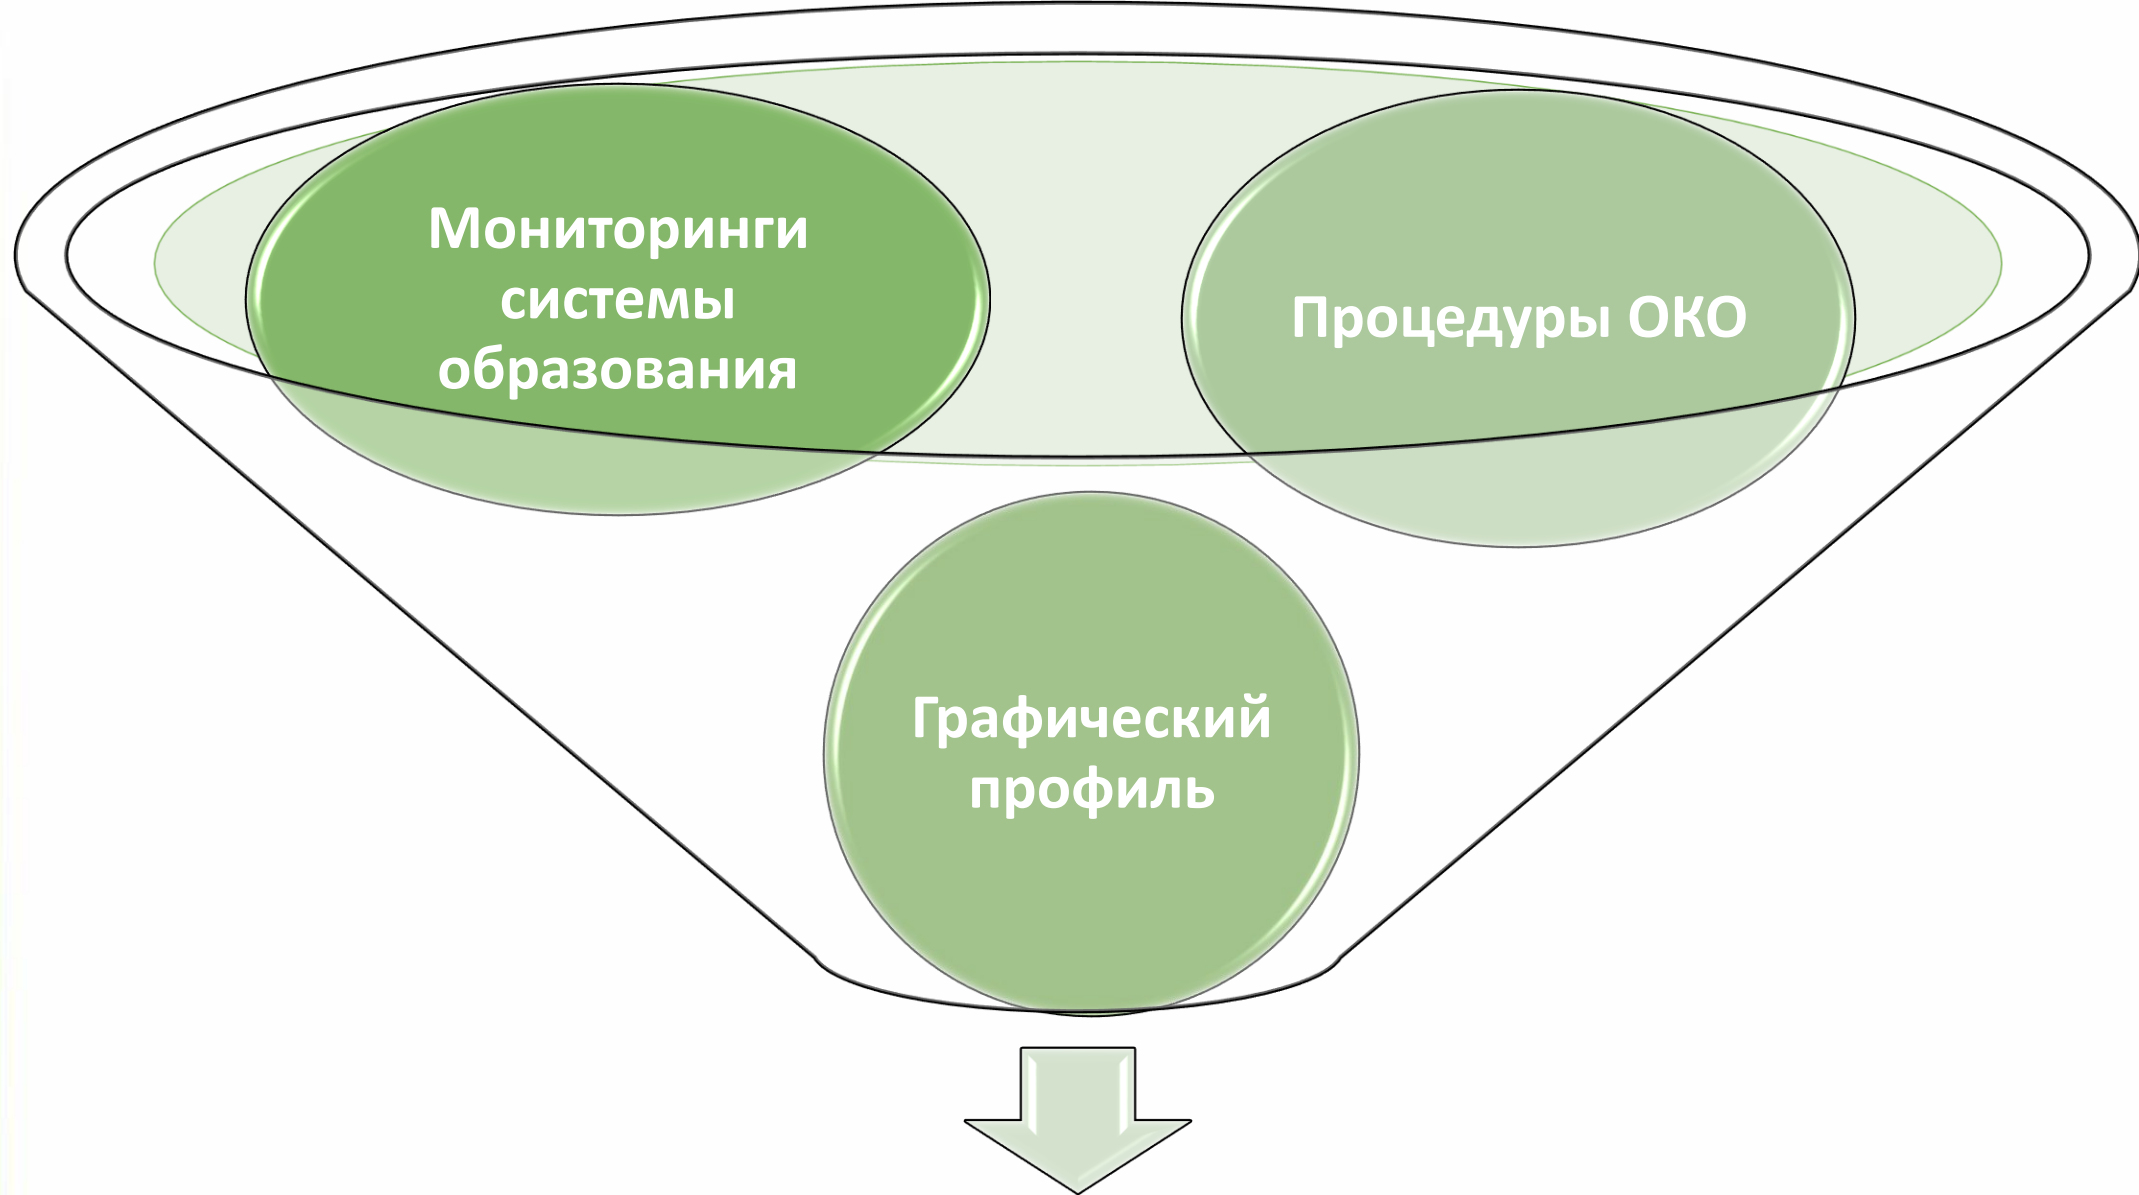 Мониторинги
системы
образования
Процедуры ОКО
Графический
профиль